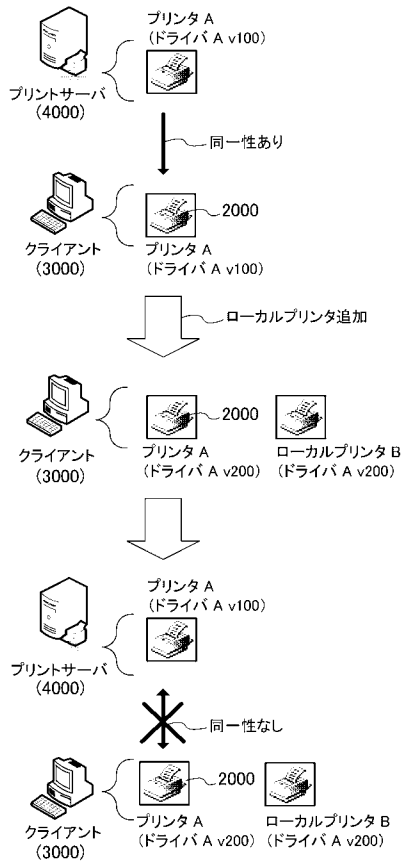 プリンタ A
(ドライバ A v100)
プリントサーバ
(4000)
同一性あり
2000
クライアント
(3000)
プリンタ A
(ドライバ A v100)
ローカルプリンタ追加
2000
クライアント
(3000)
プリンタ A
(ドライバ A v200)
ローカルプリンタ B
(ドライバ A v200)
プリンタ A
(ドライバ A v100)
プリントサーバ
(4000)
同一性なし
2000
クライアント
(3000)
プリンタ A
(ドライバ A v200)
ローカルプリンタ B
(ドライバ A v200)